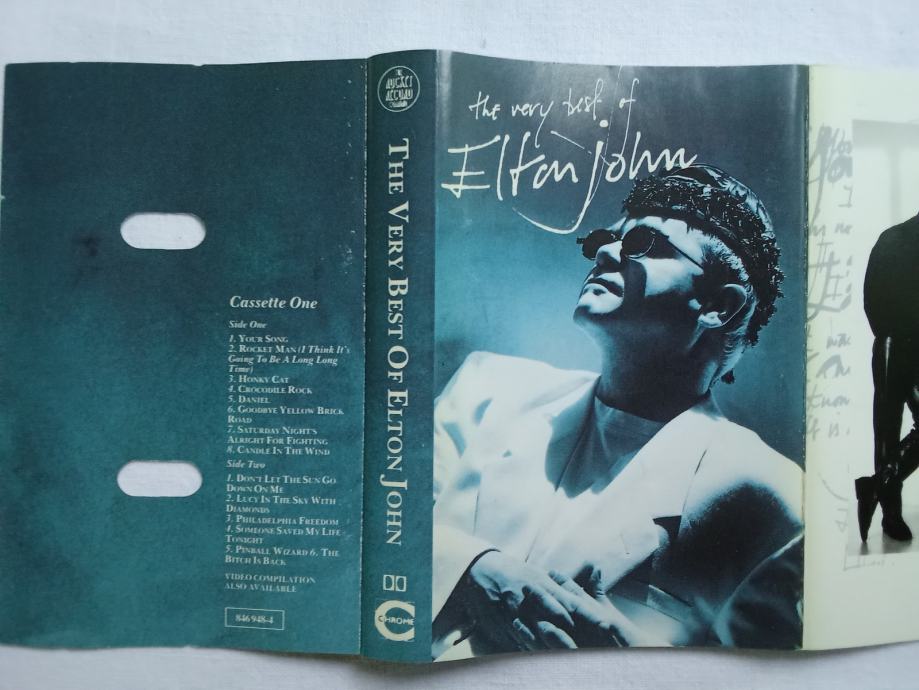 Cassette One
Side One
1. YOUR SONG
2. ROCKET MAN (I Think It's
Going To Be A Long Long
Time)
3. HONKY CAT
4. CROCODILE ROCK
5. DANIEL
6. GOODBYE YELLOW BRICK
ROAD
7. SATURDAY NIGHT'S
ALRIGHT FOR FIGHTING
8. CANDLE IN THE WIND
Side Two
1. DON'T LET THE SUN GO
DOWN ON ME
2. LUCY IN THE SKY WITH
DIAMONDS
3. PHILADELPHIA FREEDOM
4. SOMEONE SAVED MY LIFE
TONIGHT
5. PINBALL WIZARD 6. THE
BITCH IS BACK
VIDEO COMPILATION
ALSO AVAILABLE
846 948-4
THE VERY BEST OF ELTON JOHN
CHROME
the very best of
Elton john